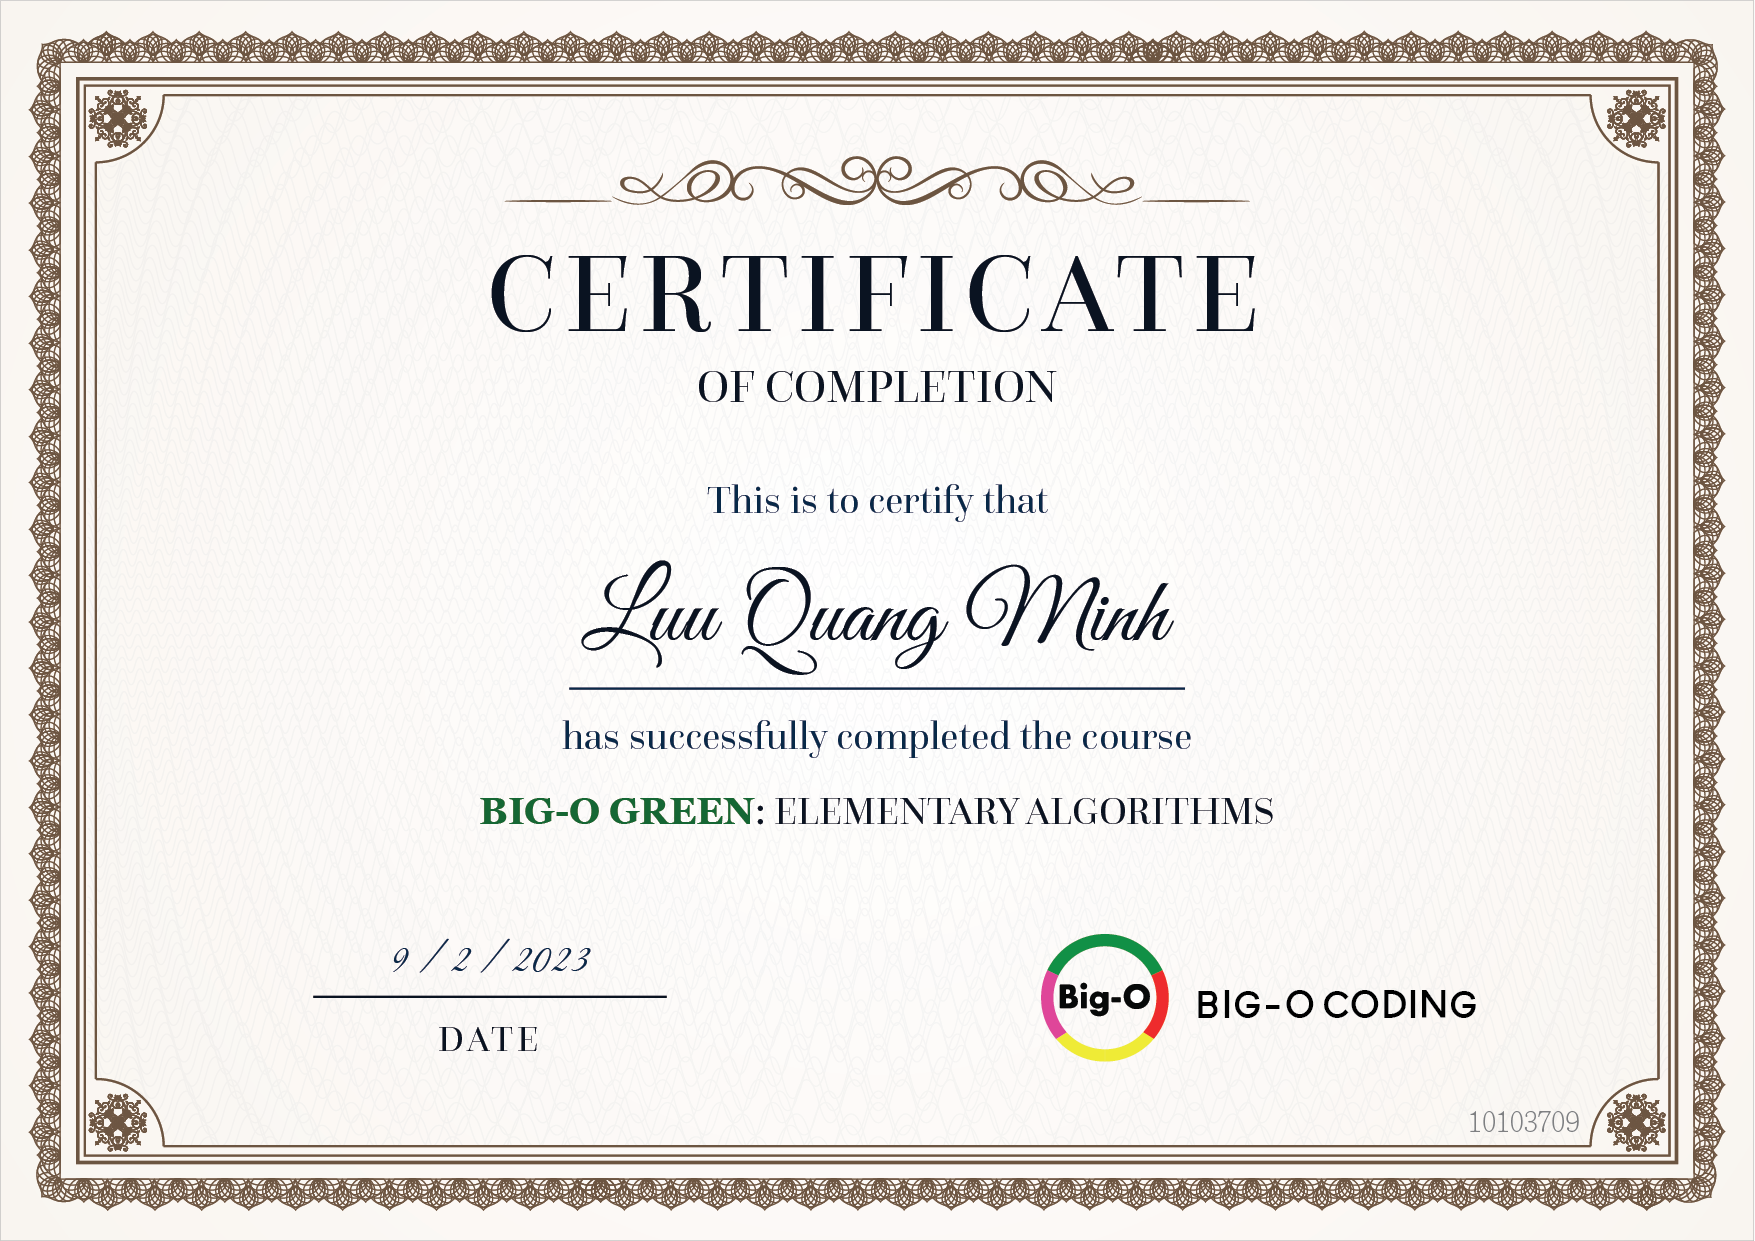 CERTIFICATE
OF COMPLETION
This is to certify that
Luu Quang Minh
has successfully completed the course
BIG-O GREEN: ELEMENTARY ALGORITHMS
9 / 2 / 2023
DATE
Big-O
BIG-O CODING
10103709